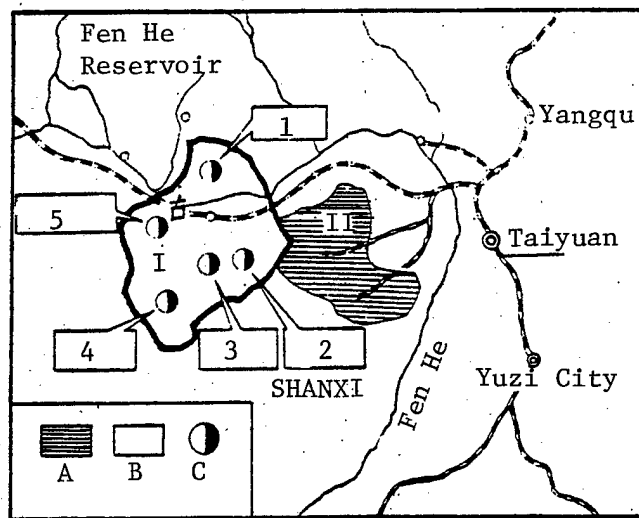 Fen He
Reservoir
1
Yangqu
5
II
Taiyuan
I
4
3
2
SHANXI
Fen He
Yuzi City
A
B
C